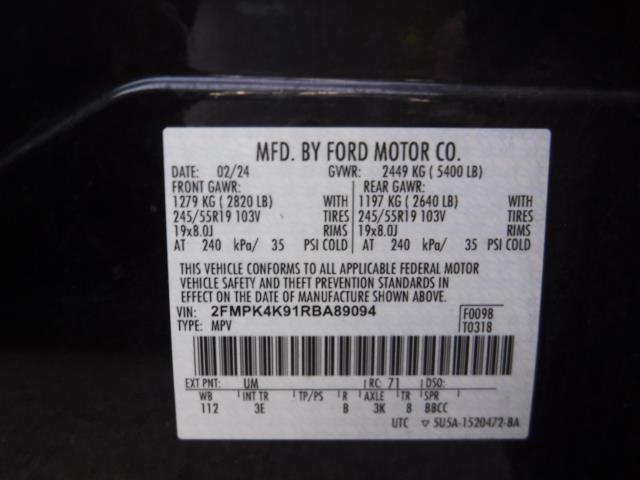 MFD. BY FORD MOTOR CO.
DATE: 02/24 GVWR: 2449 KG ( 5400 LB)
FRONT GAWR: REAR GAWR:
1279 KG ( 2820 LB) WITH 1197 KG ( 2640 LB) WITH
245/55R19 103V TIRES 245/55R19 103V TIRES
19x8.0J RIMS 19x8.0J RIMS
AT 240 kPa/ 35 PSI COLD AT 240 kPa/ 35 PSI COLD
THIS VEHICLE CONFORMS TO ALL APPLICABLE FEDERAL MOTOR
VEHICLE SAFETY AND THEFT PREVENTION STANDARDS IN
EFFECT ON THE DATE OF MANUFACTURE SHOWN ABOVE.
VIN: 2FMPK4K91RBA89094 F0098
TYPE: MPV T0318
EXT PNT: UM RC: 71 DSO:
WB INT TR TP/PS R AXLE TR SPR
112 3E B 3K 8 BBCC
UTC ▽ 5U5A-1520472-BA